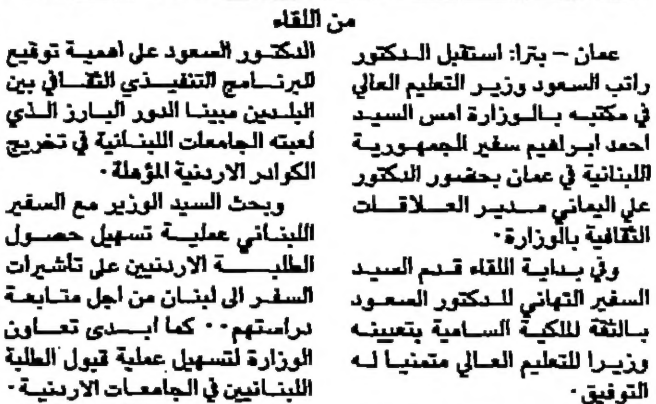 من اللقاء
عمان – بترا: استقبل الدكتور
راتب السعود وزير التعليم العالي
في مكتبه بالوزارة امس السيد
احمد ابراهيم سفير الجمهورية
اللبنانية في عمان بحضور الدكتور
علي اليماني مدير العلاقات
الثقافية بالوزارة.
وفي بداية اللقاء قدم السيد
السفير التهاني للدكتور السعود
بالثقة الملكية السامية بتعيينه
وزيرا للتعليم العالي متمنيا له
التوفيق.
الدكتور السعود على اهمية توقيع
البرنامج التنفيذي الثقافي بين
البلدين مبينا الدور البارز الذي
لعبته الجامعات اللبنانية في تخريج
الكوادر الاردنية المؤهلة.
وبحث السيد الوزير مع السفير
اللبناني عملية تسهيل حصول
الطلبة الاردنيين على تأشيرات
السفر الى لبنان من اجل متابعة
دراستهم.. كما ابدى تعاون
الوزارة لتسهيل عملية قبول الطلبة
اللبنانيين في الجامعات الاردنية.